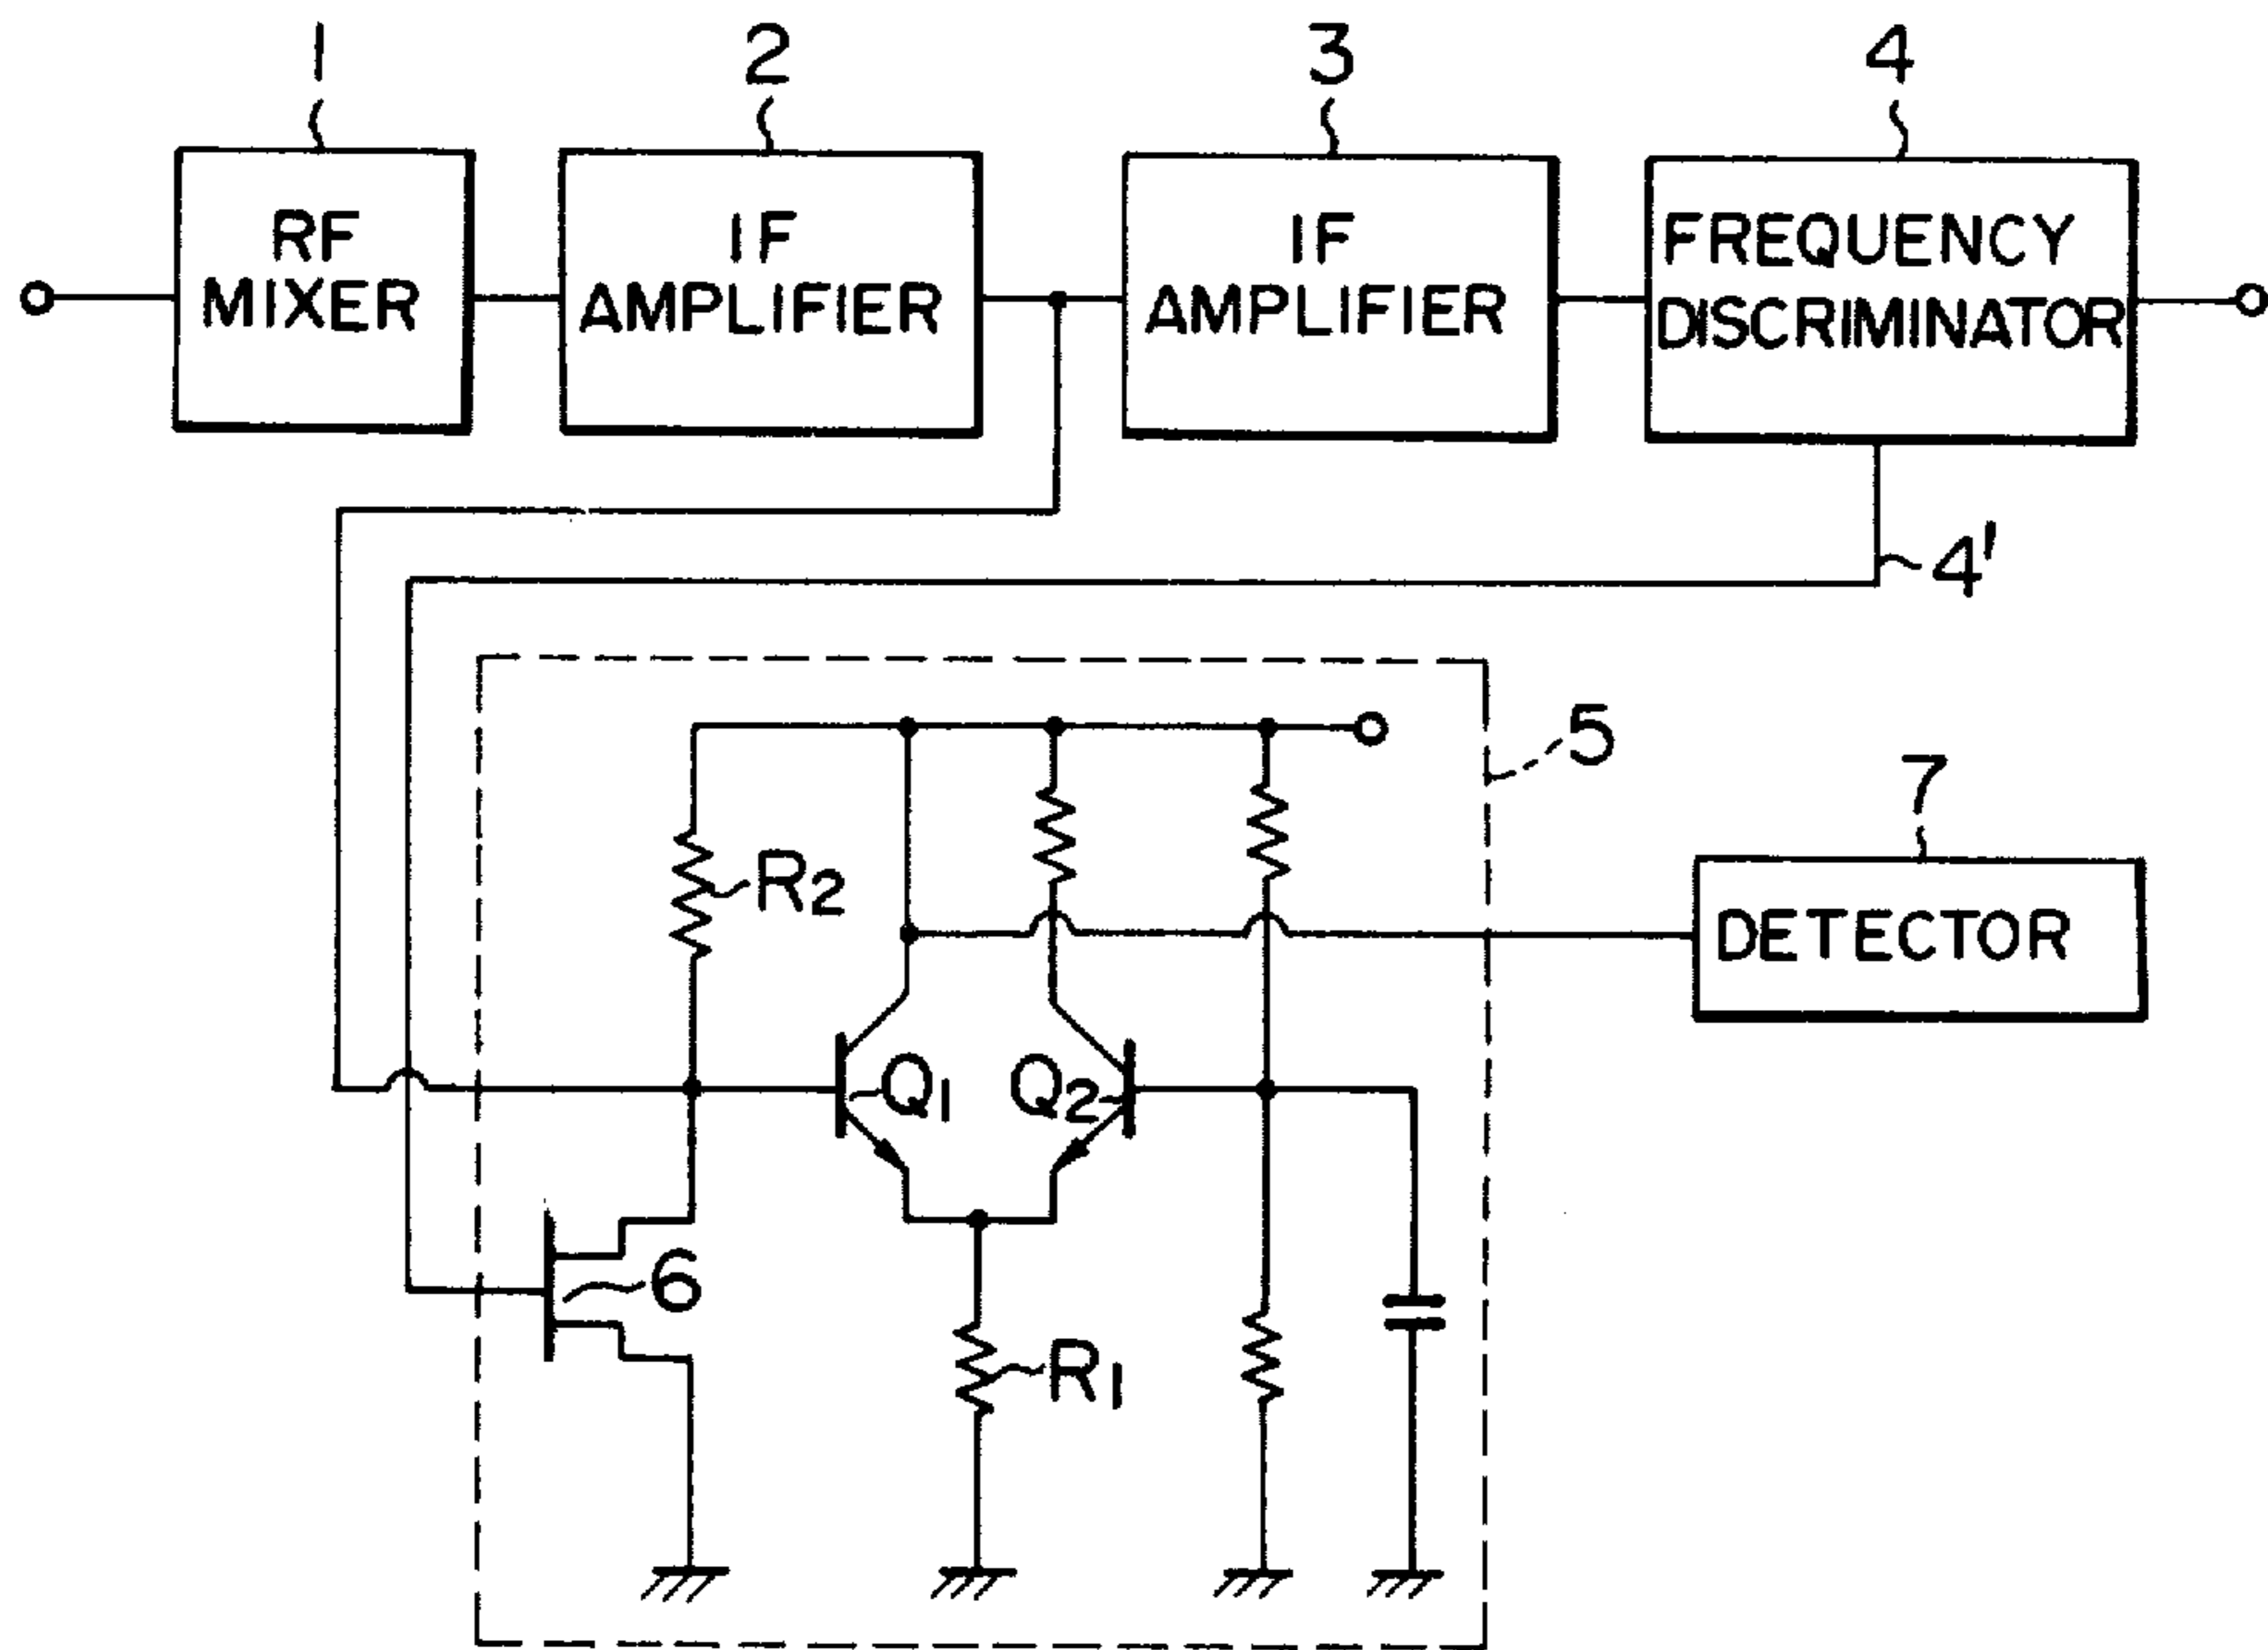 1
2
3
4
RF
MIXER
IF
AMPLIFIER
IF
AMPLIFIER
FREQUENCY
DISCRIMINATOR
4'
5
7
R2
DETECTOR
Q1
Q2
6
R1